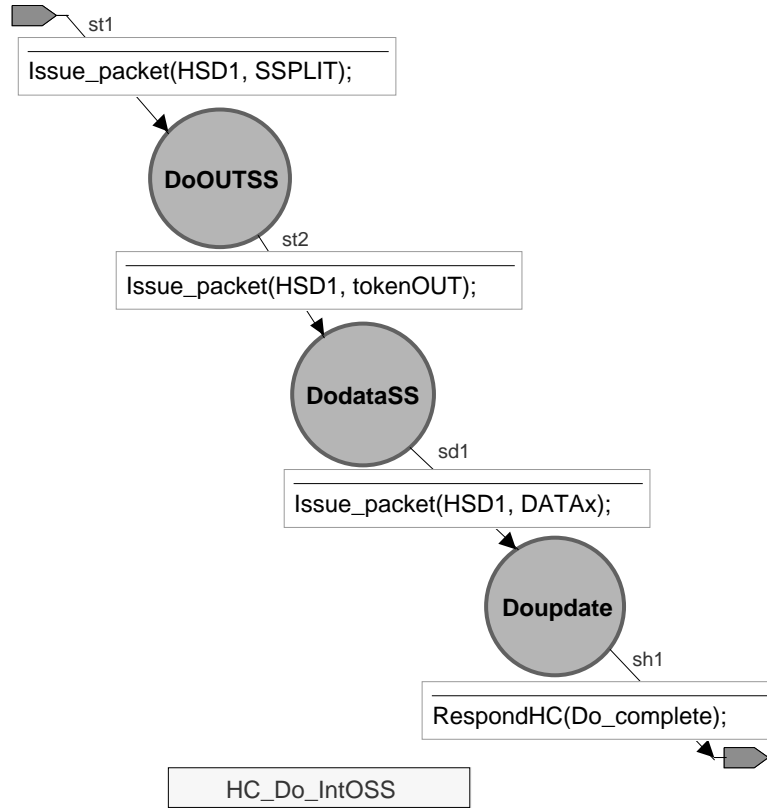 st1
Issue_packet(HSD1, SSPLIT);
DoOUTSS
st2
Issue_packet(HSD1, tokenOUT);
DodataSS
sd1
Issue_packet(HSD1, DATAx);
Doupdate
sh1
RespondHC(Do_complete);
HC_Do_IntOSS